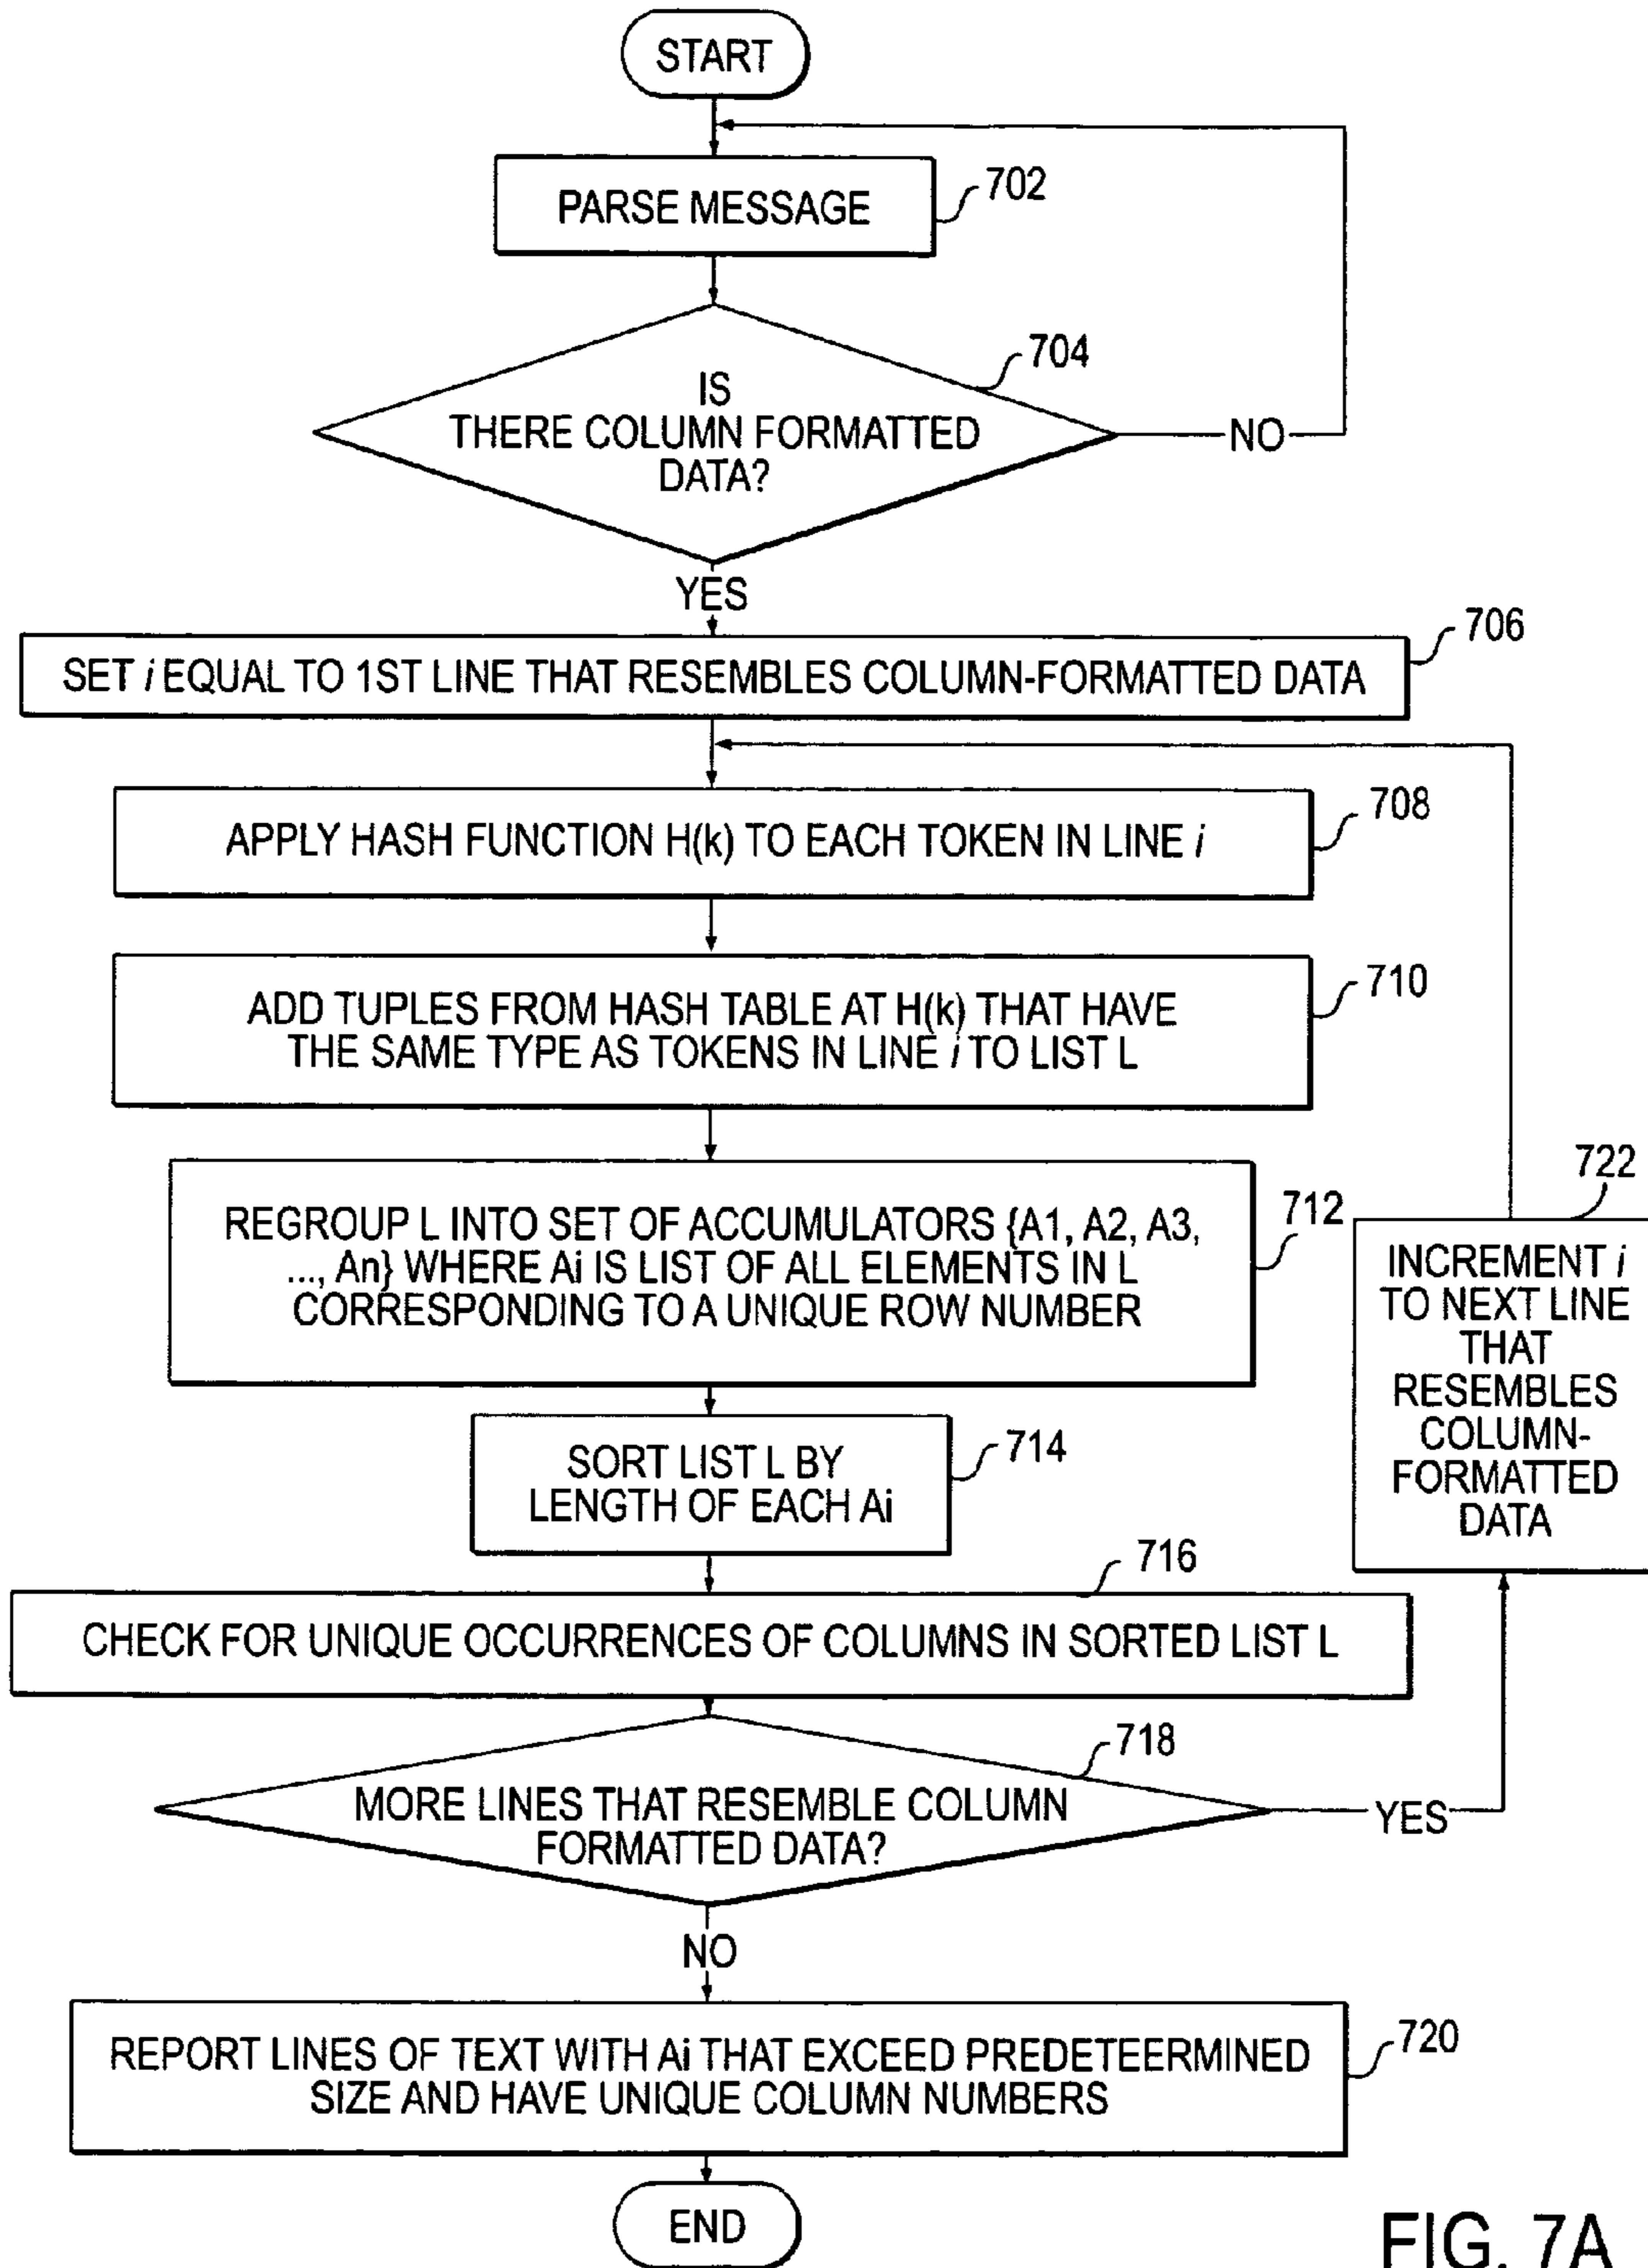 START
PARSE MESSAGE
702
IS
THERE COLUMN FORMATTED
DATA?
704
NO
YES
SET i EQUAL TO 1ST LINE THAT RESEMBLES COLUMN-FORMATTED DATA
706
APPLY HASH FUNCTION H(k) TO EACH TOKEN IN LINE i
708
ADD TUPLES FROM HASH TABLE AT H(k) THAT HAVE
THE SAME TYPE AS TOKENS IN LINE i TO LIST L
710
REGROUP L INTO SET OF ACCUMULATORS {A1, A2, A3,
..., An} WHERE Ai IS LIST OF ALL ELEMENTS IN L
CORRESPONDING TO A UNIQUE ROW NUMBER
712
SORT LIST L BY
LENGTH OF EACH Ai
714
CHECK FOR UNIQUE OCCURRENCES OF COLUMNS IN SORTED LIST L
716
MORE LINES THAT RESEMBLE COLUMN
FORMATTED DATA?
718
YES
722
INCREMENT i
TO NEXT LINE
THAT
RESEMBLES
COLUMN-
FORMATTED
DATA
NO
REPORT LINES OF TEXT WITH Ai THAT EXCEED PREDETEERMINED
SIZE AND HAVE UNIQUE COLUMN NUMBERS
720
END
FIG. 7A